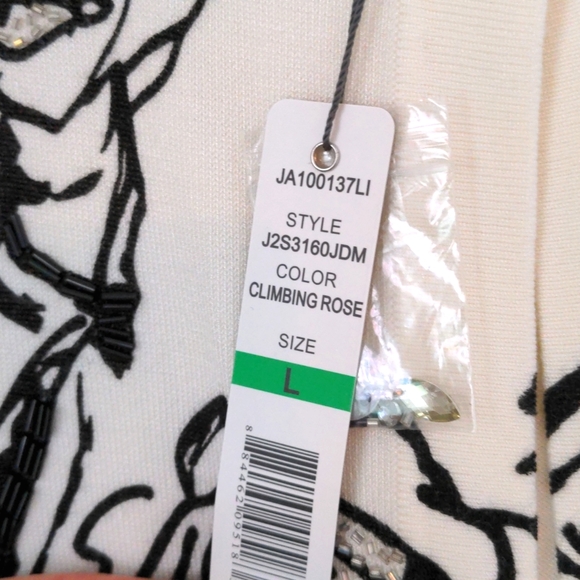 JA100137LI
STYLE
J2S3160JDM
COLOR
CLIMBING ROSE
SIZE
L